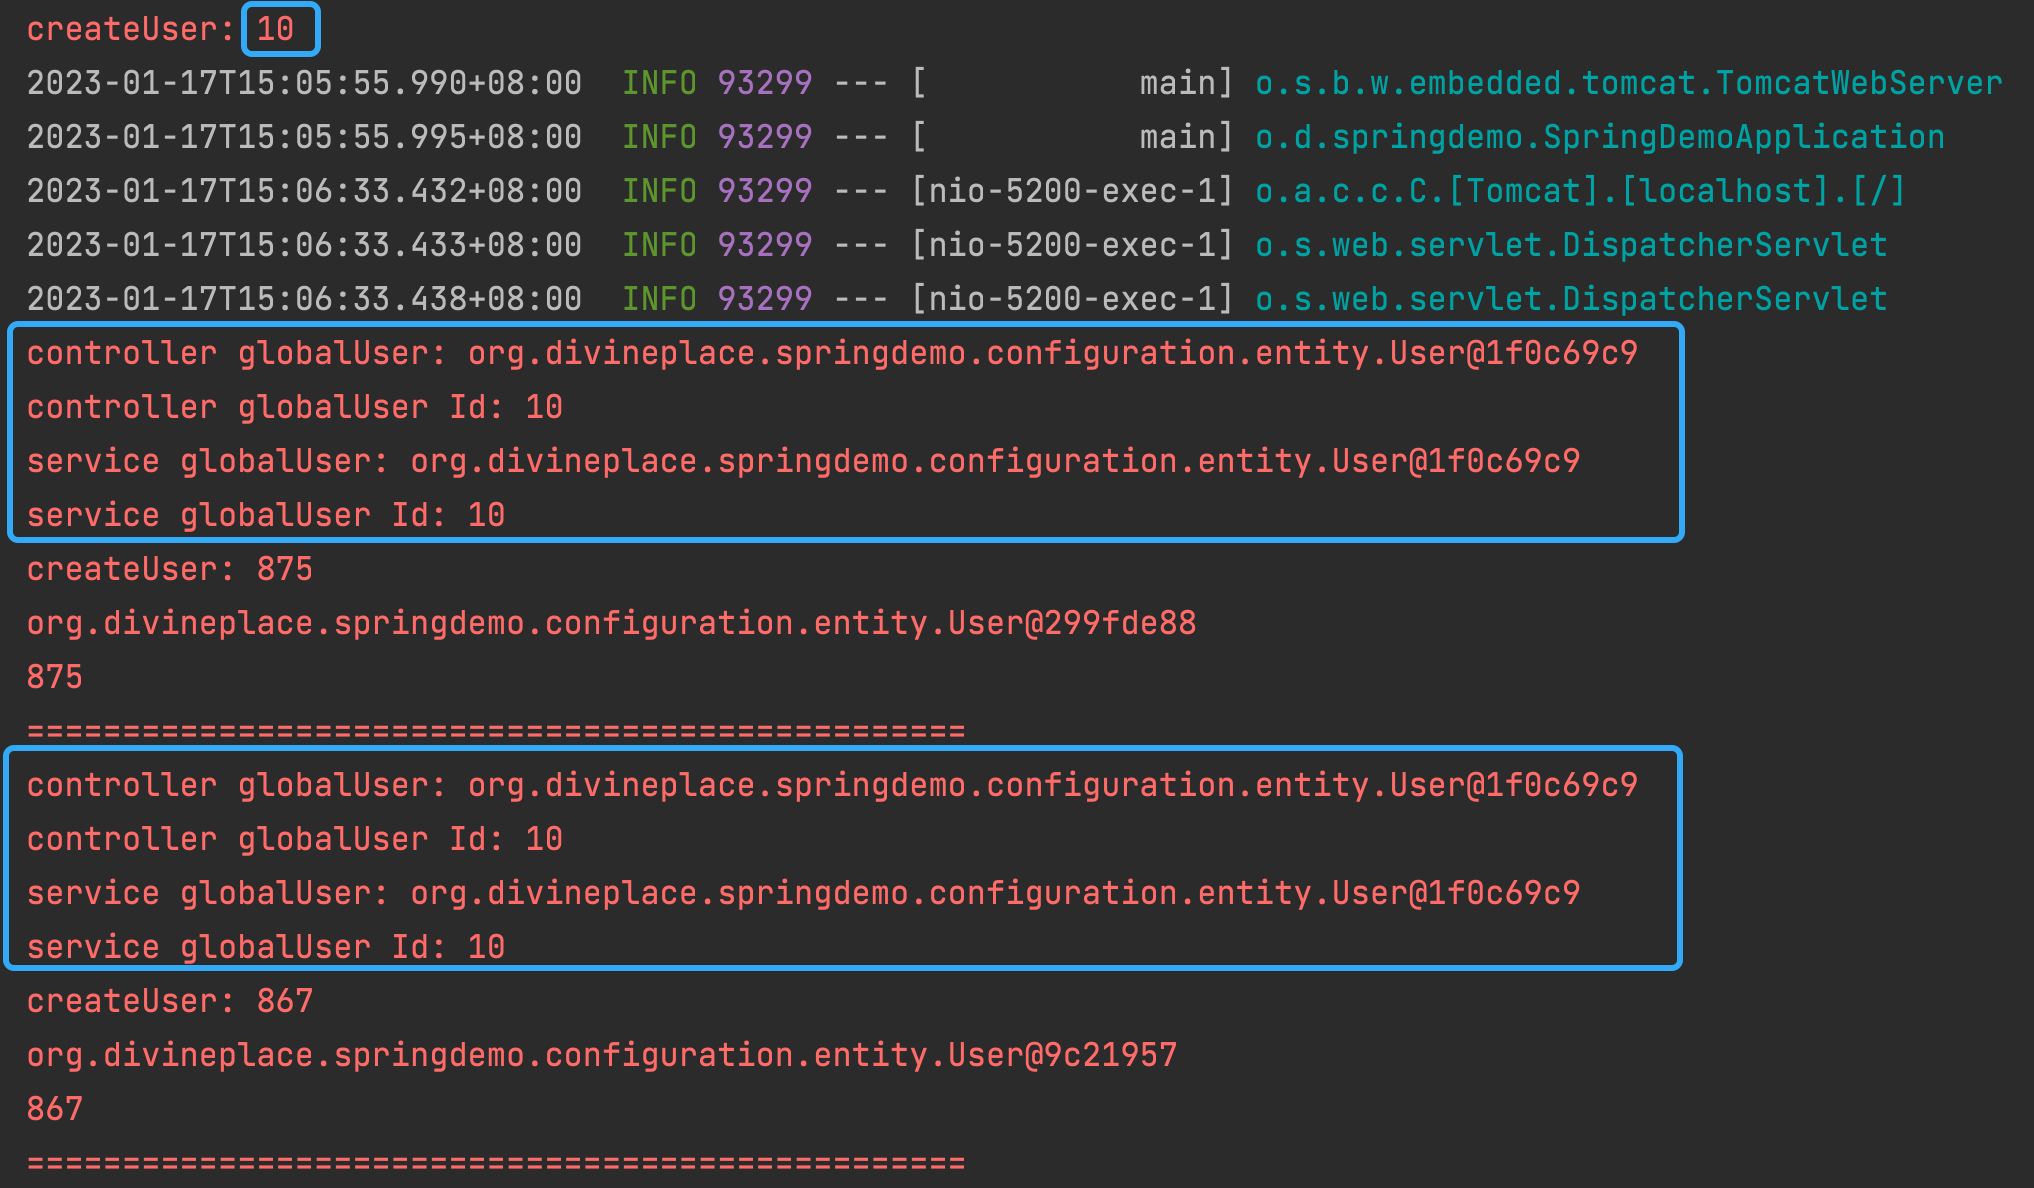 createUser: 10
2023-01-17T15:05:55.990+08:00  INFO 93299 --- [           main] o.s.b.w.embedded.tomcat.TomcatWebServer
2023-01-17T15:05:55.995+08:00  INFO 93299 --- [           main] o.d.springdemo.SpringDemoApplication
2023-01-17T15:06:33.432+08:00  INFO 93299 --- [nio-5200-exec-1] o.a.c.c.C.[Tomcat].[localhost].[/]
2023-01-17T15:06:33.433+08:00  INFO 93299 --- [nio-5200-exec-1] o.s.web.servlet.DispatcherServlet
2023-01-17T15:06:33.438+08:00  INFO 93299 --- [nio-5200-exec-1] o.s.web.servlet.DispatcherServlet
controller globalUser: org.divineplace.springdemo.configuration.entity.User@1f0c69c9
controller globalUser Id: 10
service globalUser: org.divineplace.springdemo.configuration.entity.User@1f0c69c9
service globalUser Id: 10
createUser: 875
org.divineplace.springdemo.configuration.entity.User@299fde88
875
=================================================
controller globalUser: org.divineplace.springdemo.configuration.entity.User@1f0c69c9
controller globalUser Id: 10
service globalUser: org.divineplace.springdemo.configuration.entity.User@1f0c69c9
service globalUser Id: 10
createUser: 867
org.divineplace.springdemo.configuration.entity.User@9c21957
867
=================================================